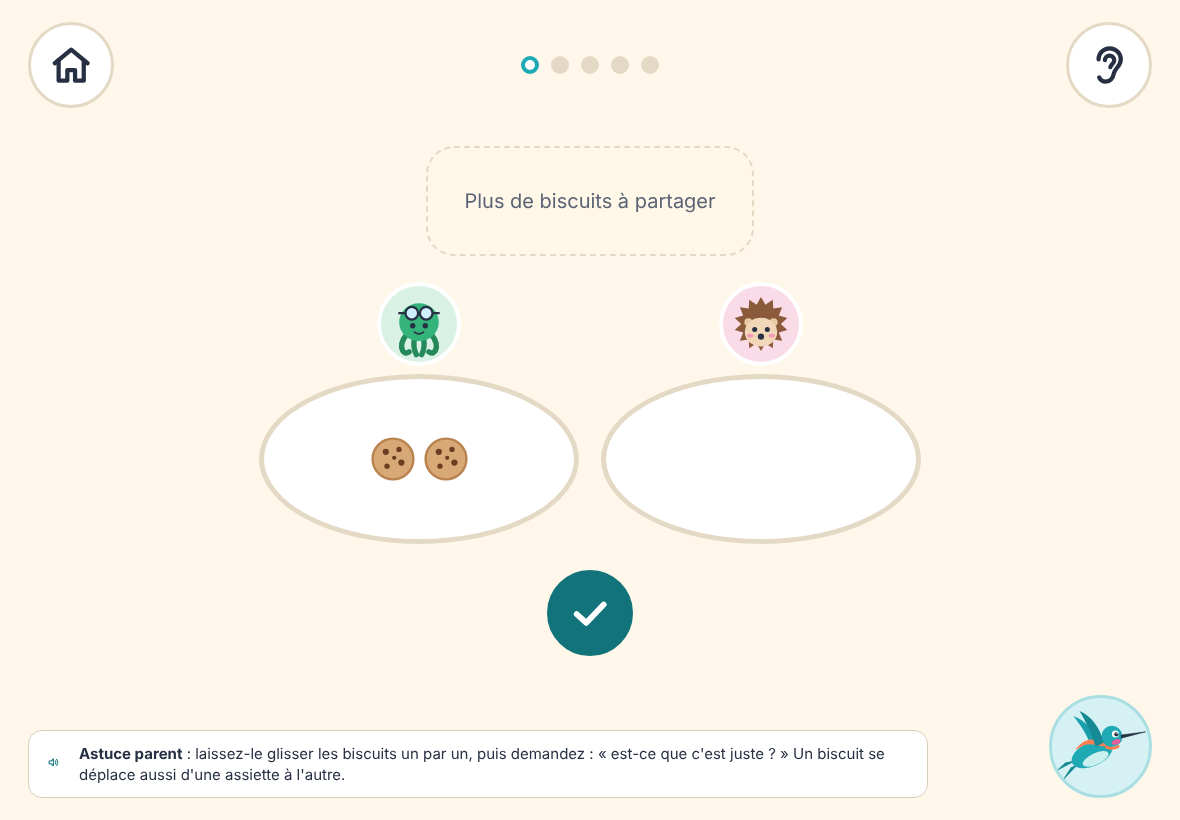 Plus de biscuits à partager
Astuce parent : laissez-le glisser les biscuits un par un, puis demandez : « est-ce que c'est juste ? » Un biscuit se
déplace aussi d'une assiette à l'autre.